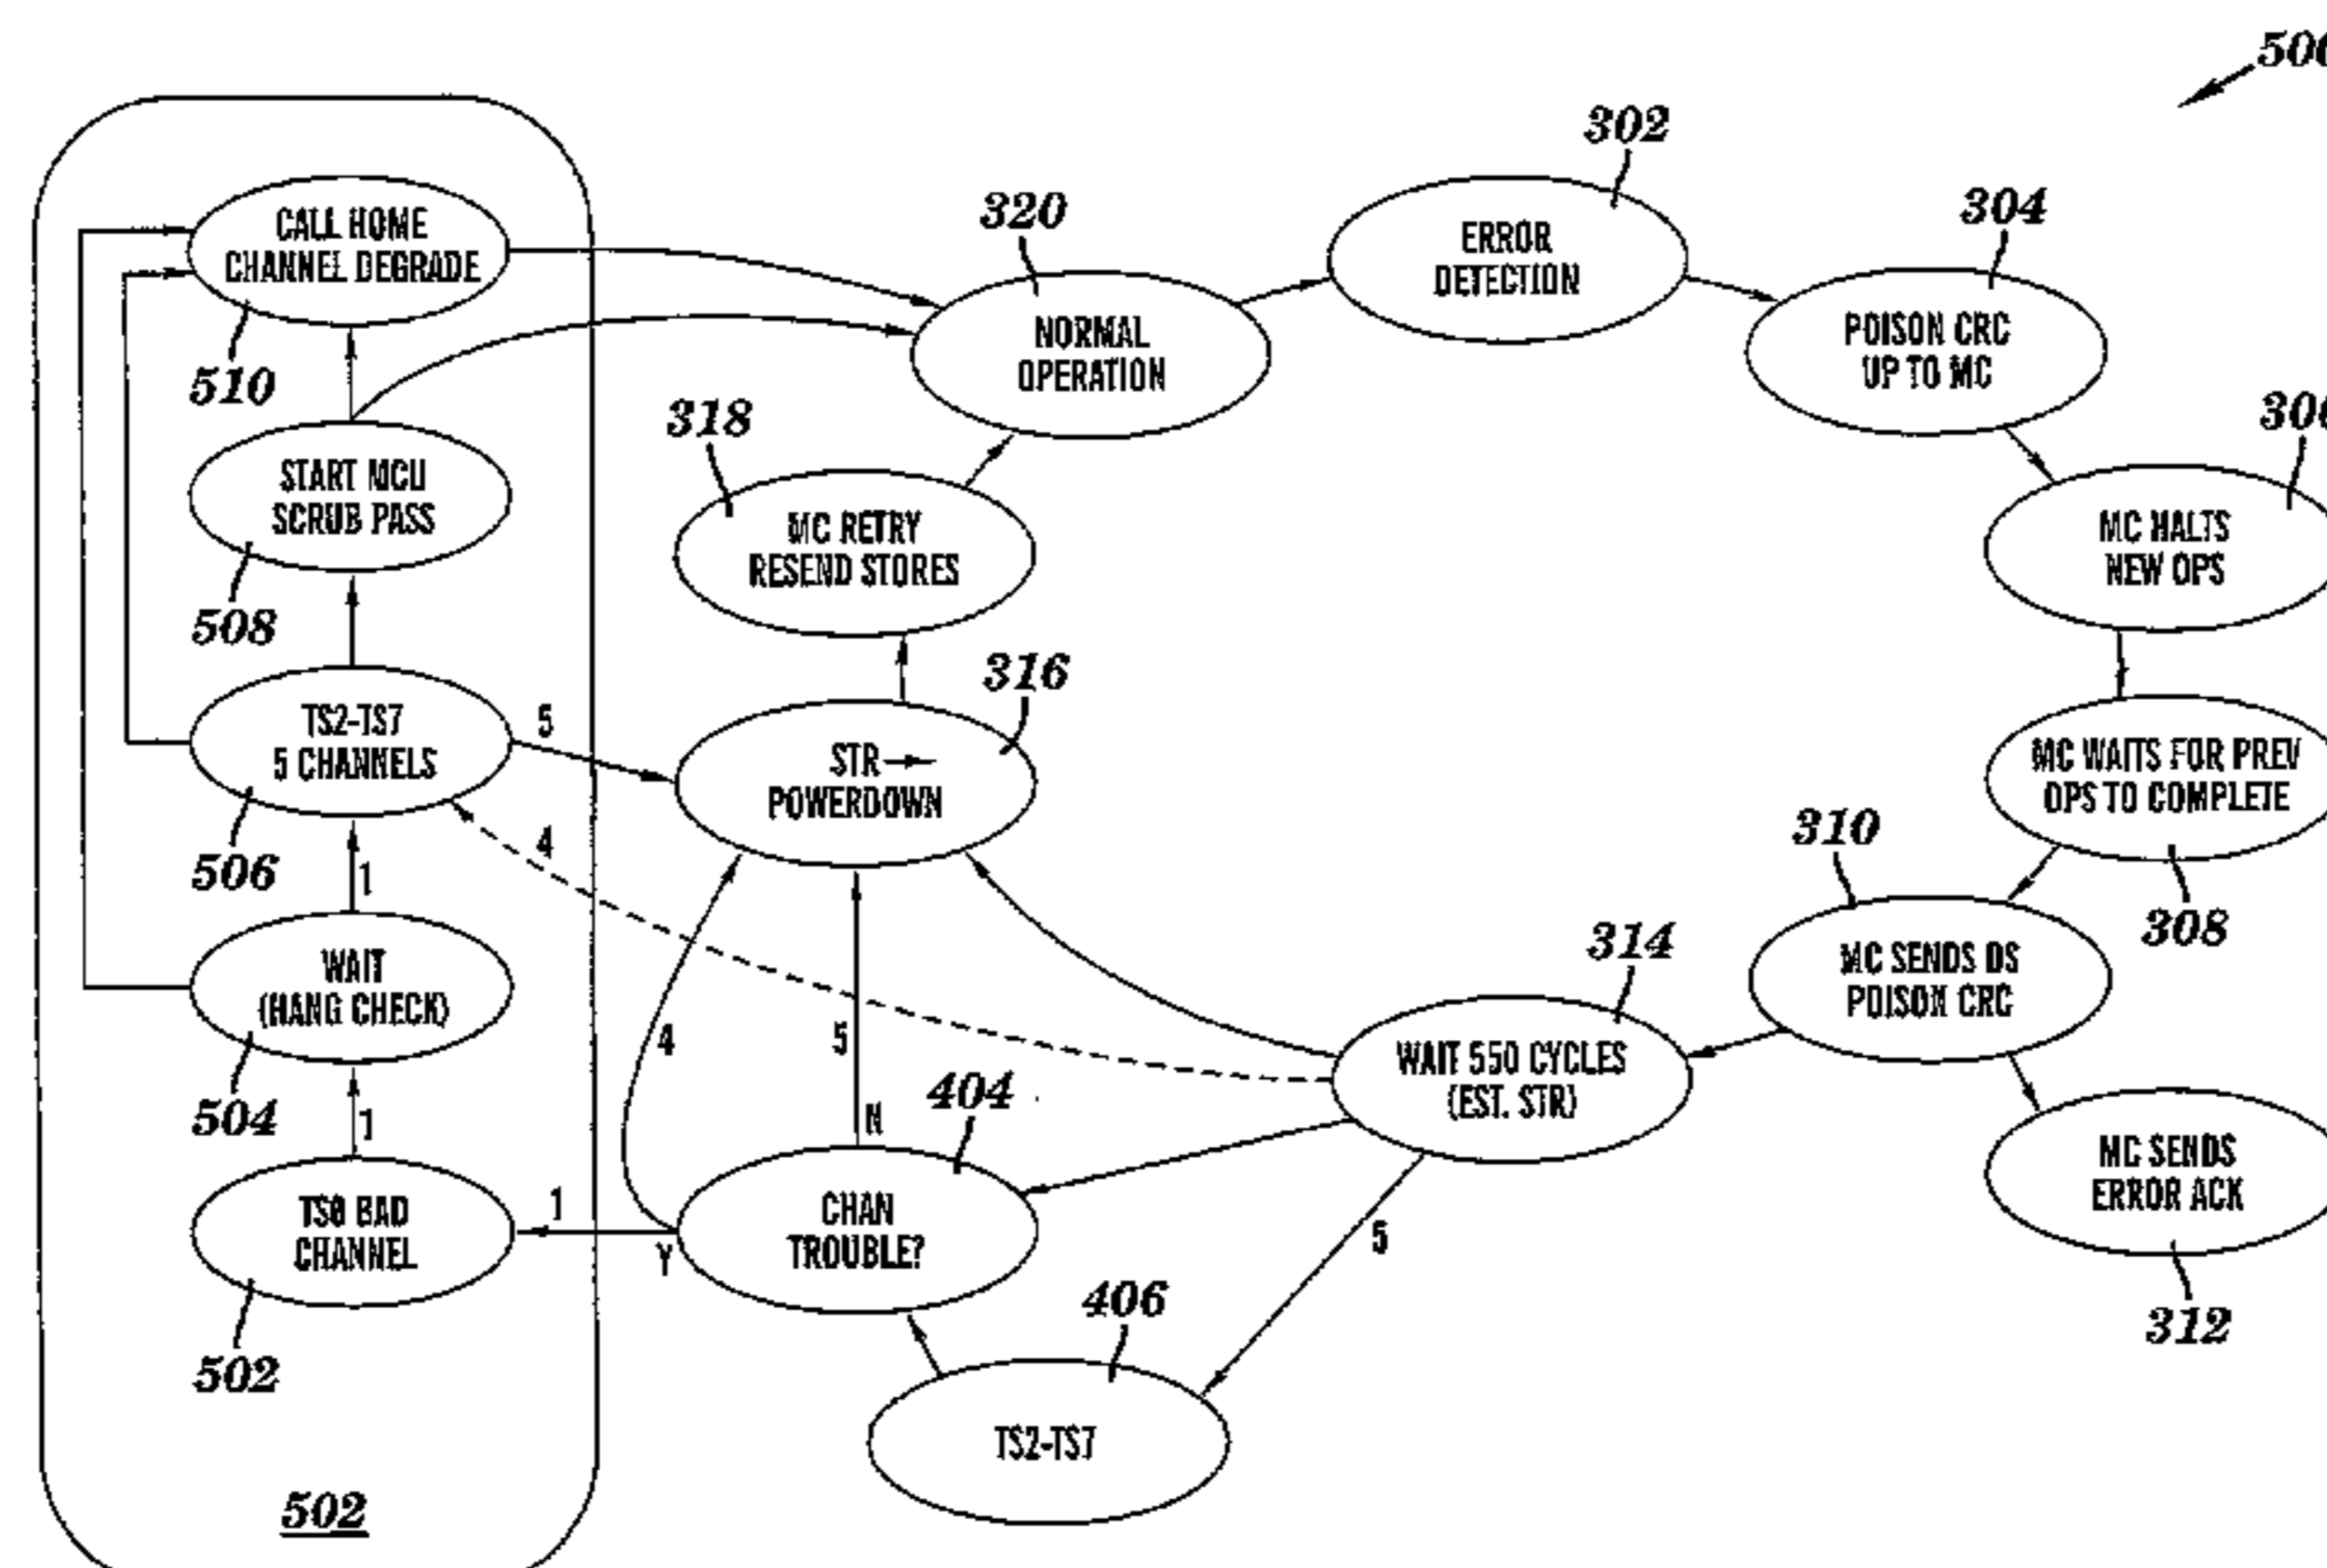 500
302
304
320
CALL HOME
CHANNEL DEGRADE
510
ERROR
DETECTION
NORMAL
OPERATION
POISON CRC
UP TO MC
306
318
START MCU
SCRUB PASS
508
MC RETRY
RESEND STORES
MC HALTS
NEW OPS
316
TS2-TS7
5 CHANNELS
5
506
STR
POWERDOWN
4
MC WAITS FOR PREV
OPS TO COMPLETE
308
310
1
WAIT
(HANG CHECK)
504
314
MC SENDS DS
POISON CRC
4
5
WAIT 550 CYCLES
(EST. STR)
404
N
1
TS0 BAD
CHANNEL
502
1
Y
CHAN
TROUBLE?
5
MC SENDS
ERROR ACK
312
406
TS2-TS7
502